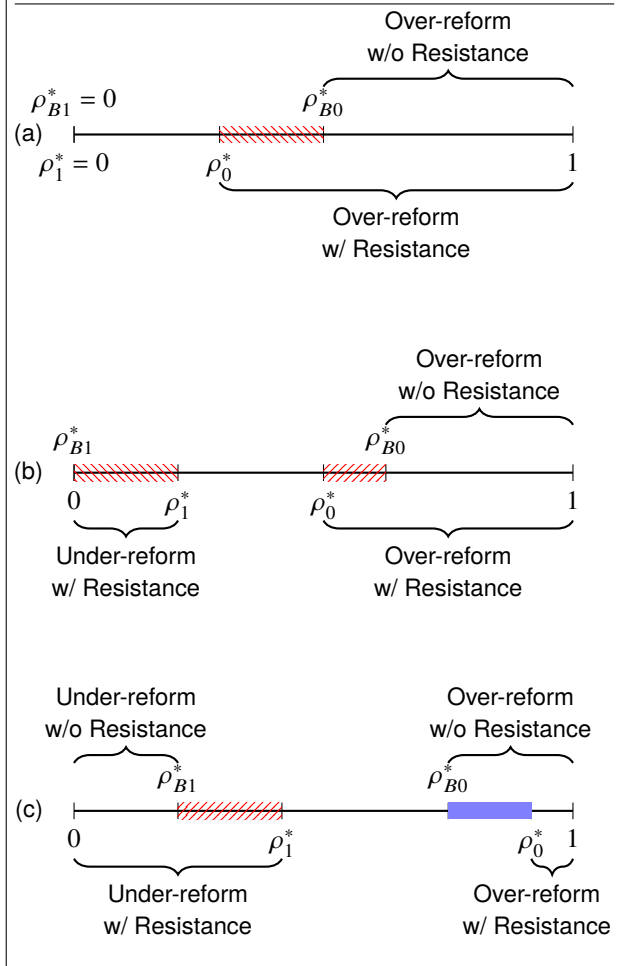 Over-reform
w/o Resistance
ρ*B1 = 0
ρ*B0
(a)
ρ*1 = 0
ρ*0
1
Over-reform
w/ Resistance
Over-reform
w/o Resistance
ρ*B1
ρ*B0
(b)
0
ρ*1
ρ*0
1
Under-reform
w/ Resistance
Over-reform
w/ Resistance
Under-reform
w/o Resistance
Over-reform
w/o Resistance
ρ*B1
ρ*B0
(c)
0
ρ*1
ρ*0
1
Under-reform
w/ Resistance
Over-reform
w/ Resistance